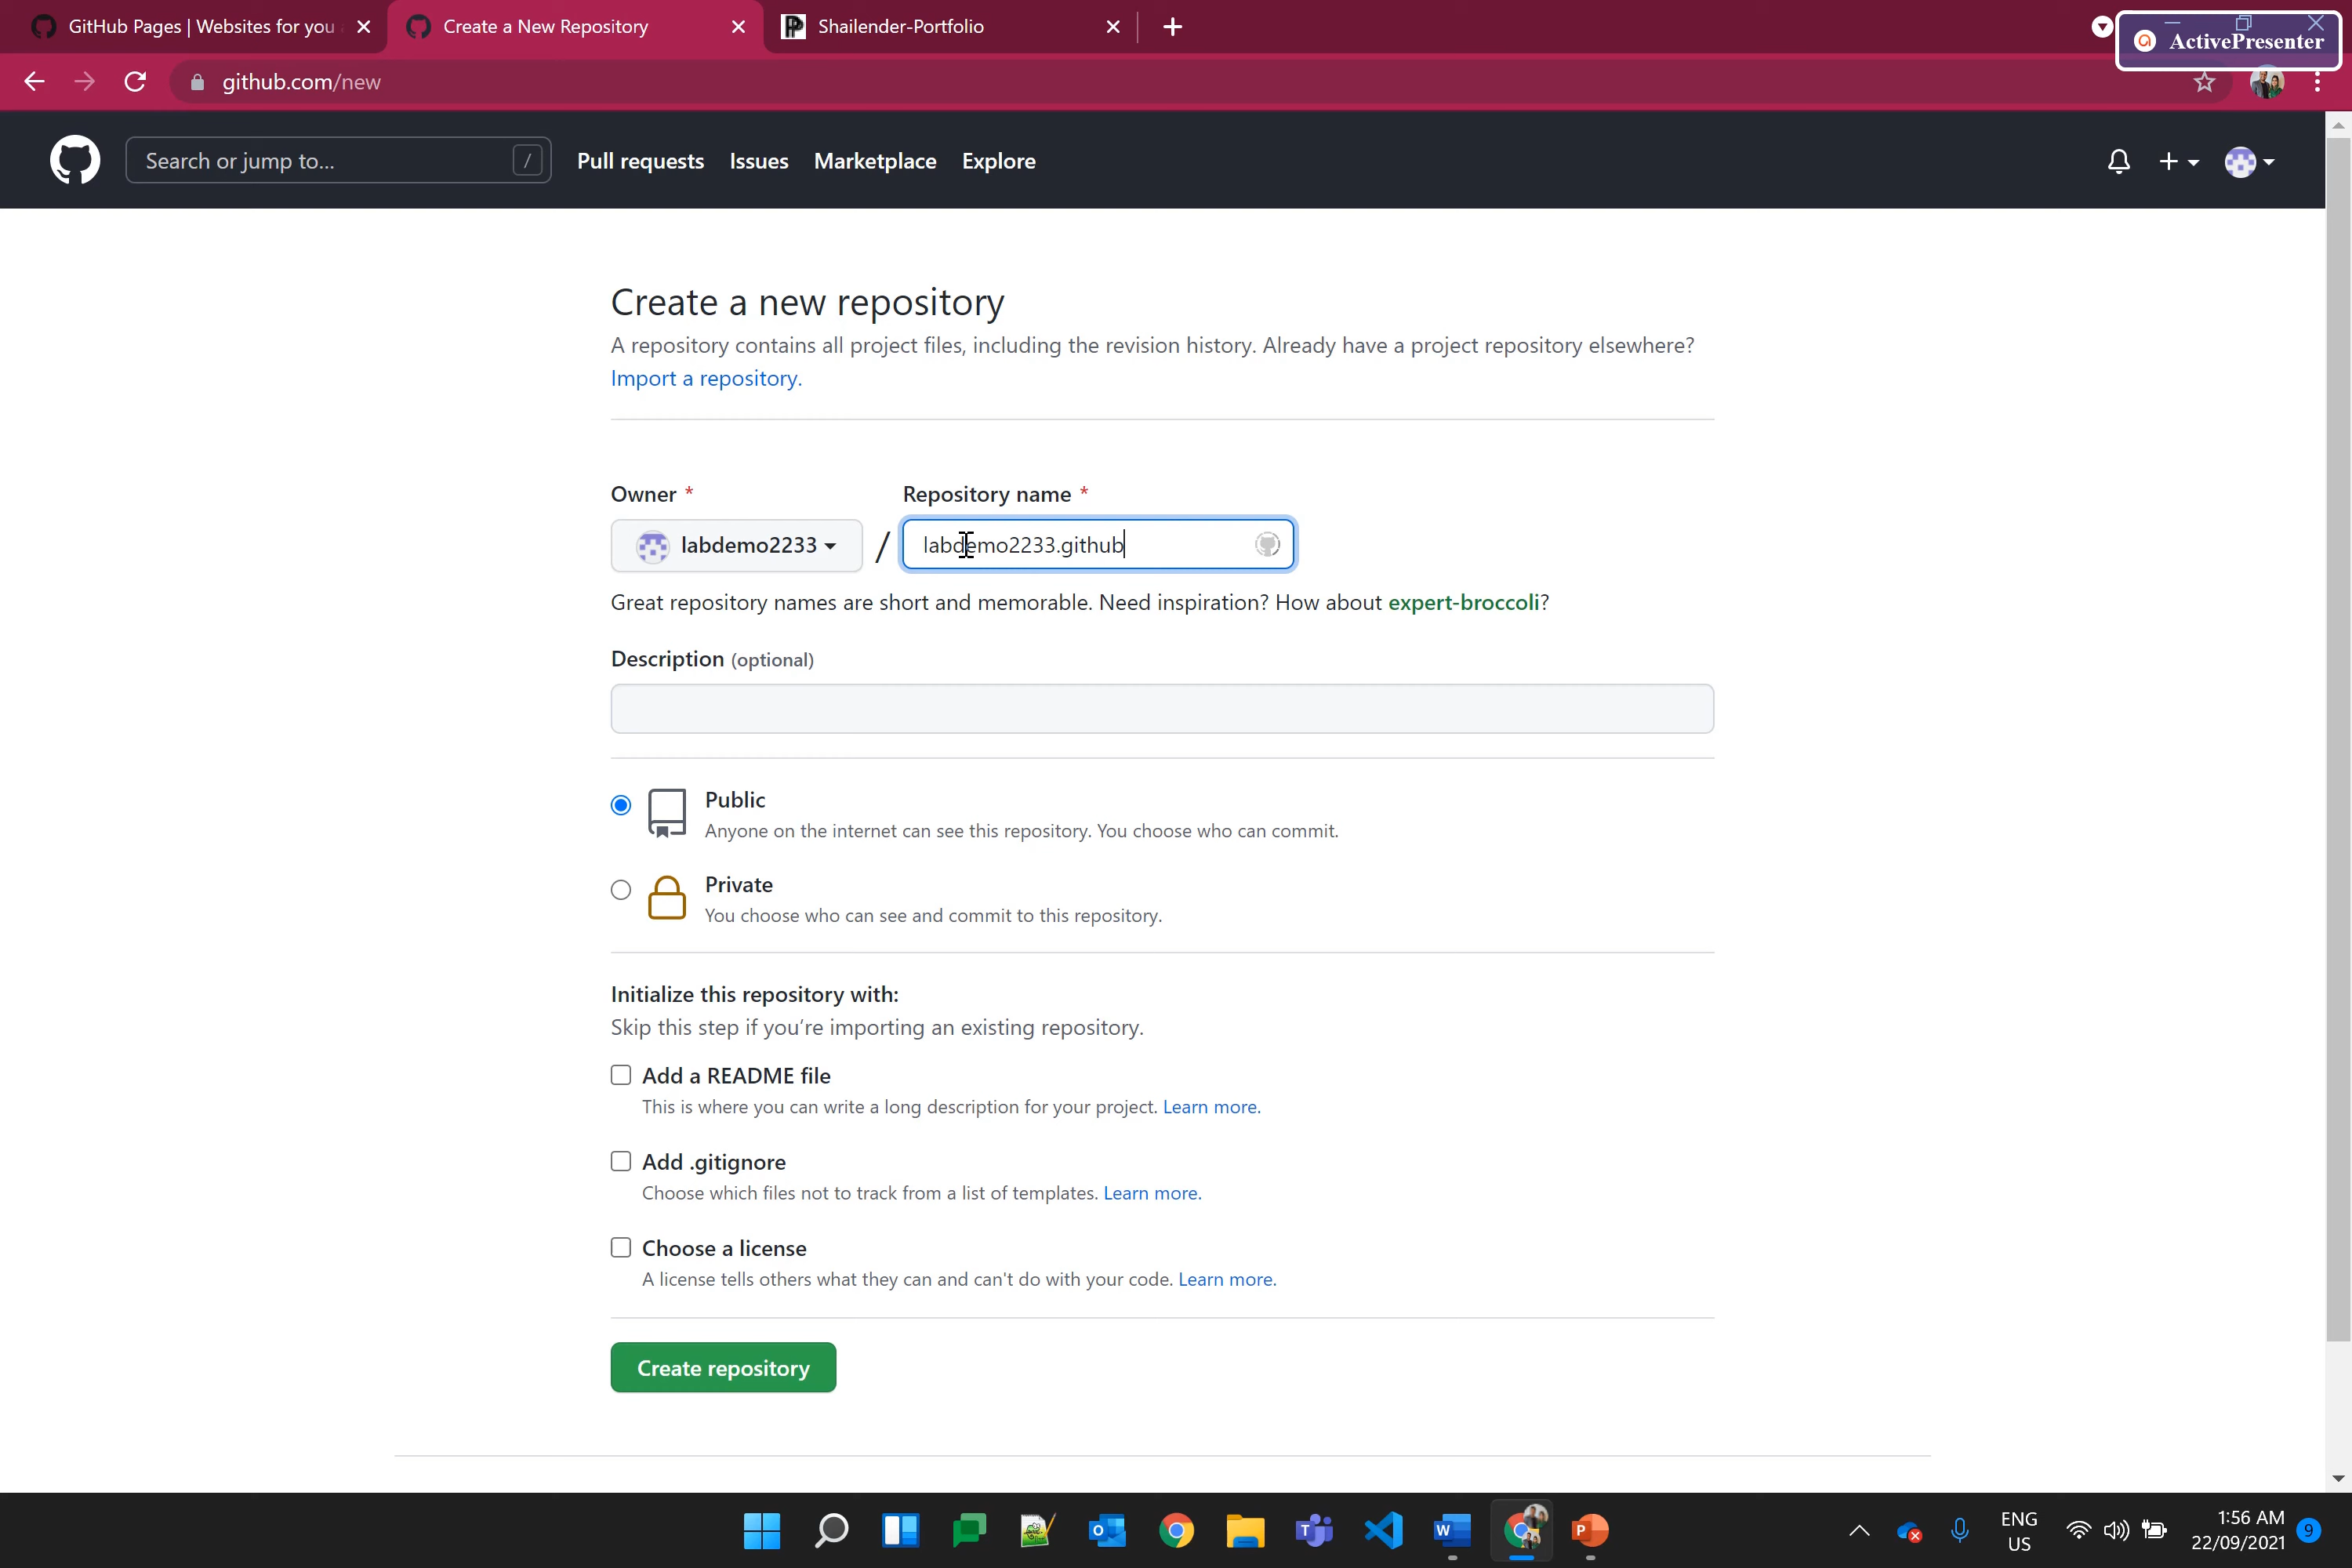 GitHub Pages | Websites for you
Create a New Repository
Shailender-Portfolio
ActivePresenter
github.com/new
Search or jump to...
/
Pull requests
Issues
Marketplace
Explore
Create a new repository
A repository contains all project files, including the revision history. Already have a project repository elsewhere?
Import a repository.
Owner *
Repository name *
labdemo2233
/
labdemo2233.github
Great repository names are short and memorable. Need inspiration? How about expert-broccoli?
Description (optional)
Public
Anyone on the internet can see this repository. You choose who can commit.
Private
You choose who can see and commit to this repository.
Initialize this repository with:
Skip this step if you’re importing an existing repository.
Add a README file
This is where you can write a long description for your project. Learn more.
Add .gitignore
Choose which files not to track from a list of templates. Learn more.
Choose a license
A license tells others what they can and can't do with your code. Learn more.
Create repository
ENG
US
1:56 AM
22/09/2021
9